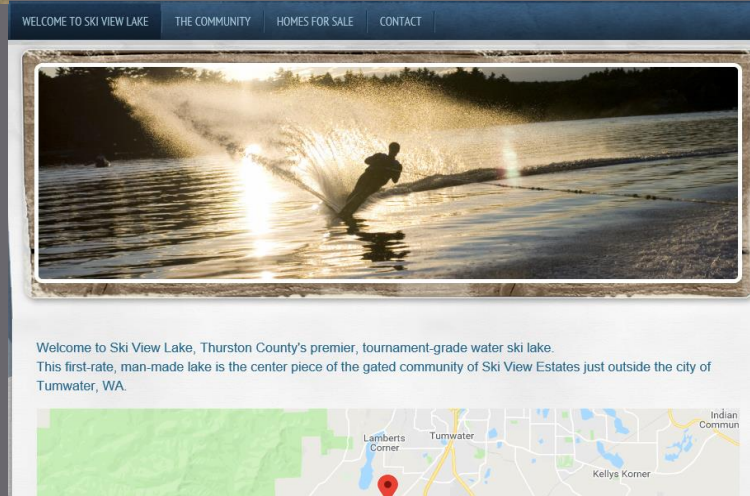 WELCOME TO SKI VIEW LAKE THE COMMUNITY HOMES FOR SALE CONTACT
Welcome to Ski View Lake, Thurston County's premier, tournament-grade water ski lake.
This first-rate, man-made lake is the center piece of the gated community of Ski View Estates just outside the city of
Tumwater, WA.
Indian
Commun
Lamberts
Corner
Tumwater
Kellys Korner